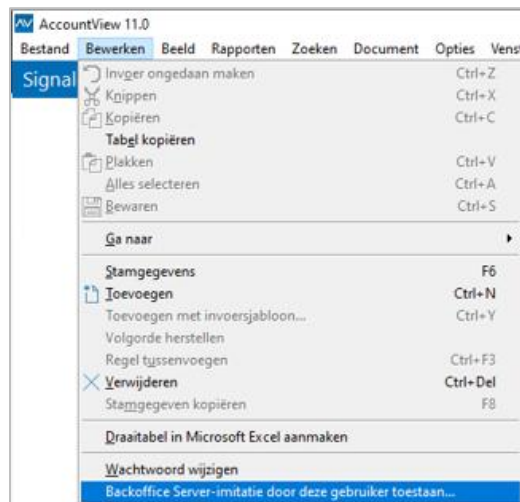 AV AccountView 11.0
Bestand Bewerken Beeld Rapporten Zoeken Document Opties Venst
Signal
Invoer ongedaan maken Ctrl+Z
Knippen Ctrl+X
Kopiëren Ctrl+C
Tabel kopiëren
Plakken Ctrl+V
Alles selecteren Ctrl+A
Bewaren Ctrl+S
Ga naar
Stamgegevens F6
Toevoegen Ctrl+N
Toevoegen met invoersjabloon... Ctrl+Y
Volgorde herstellen
Regel tussenvoegen Ctrl+F3
Verwijderen Ctrl+Del
Stamgegeven kopiëren F8
Draaitabel in Microsoft Excel aanmaken
Wachtwoord wijzigen
Backoffice Server-imitatie door deze gebruiker toestaan...